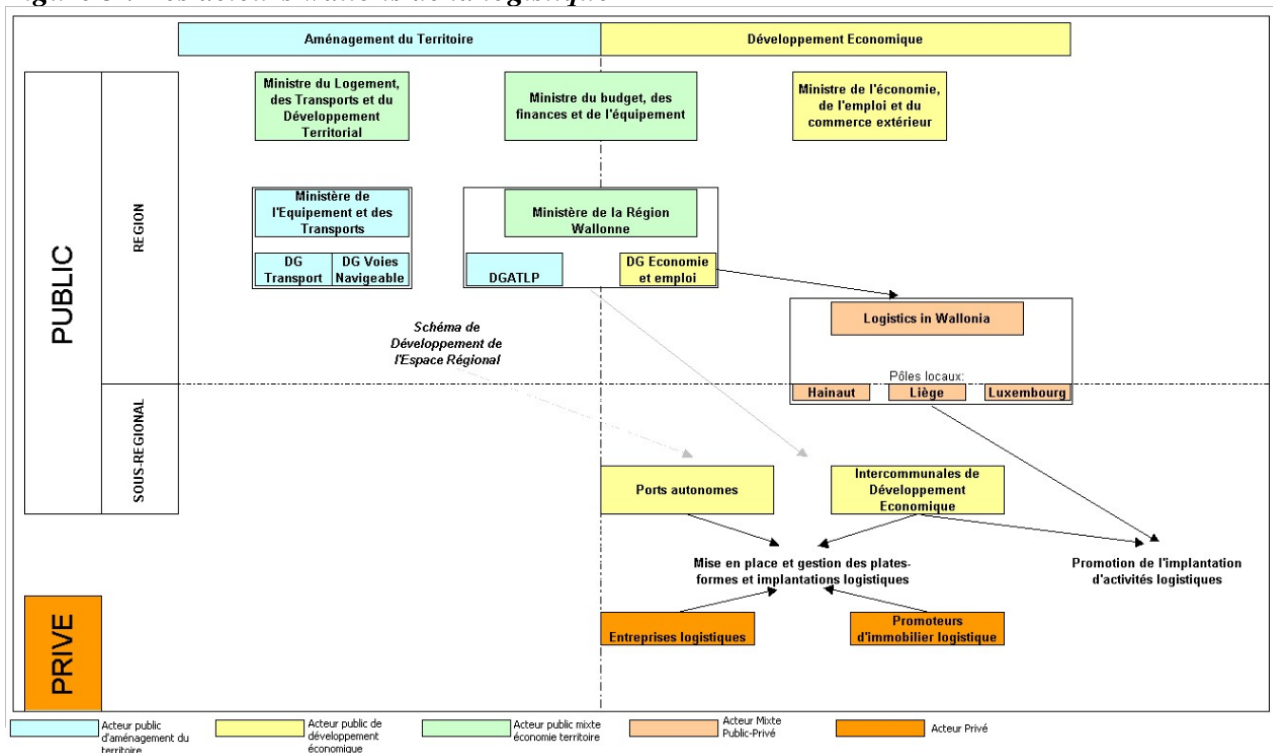 Aménagement du Territoire
Développement Economique
PUBLIC
REGION
Ministre du Logement,
des Transports et du
Développement
Territorial
Ministre du budget, des
finances et de l'équipement
Ministre de l'économie,
de l'emploi et du
commerce extérieur
Ministère de
l'Equipement et des
Transports
DG
Transport
DG Voies
Navigeable
Ministère de la Région
Wallonne
DGATLP
DG Economie
et emploi
Logistics in Wallonia
Pôles locaux:
Hainaut
Liège
Luxembourg
Schéma de
Développement de
l'Espace Régional
SOUS-REGIONAL
Ports autonomes
Intercommunales de
Développement
Economique
Mise en place et gestion des plates-
formes et implantations logistiques
Promotion de l'implantation
d'activités logistiques
PRIVE
Entreprises logistiques
Promoteurs
d'immobilier logistique
Acteur public
d'aménagement du
territoire
Acteur public de
développement
économique
Acteur public mixte
économie territoire
Acteur Mixte
Public-Privé
Acteur Privé